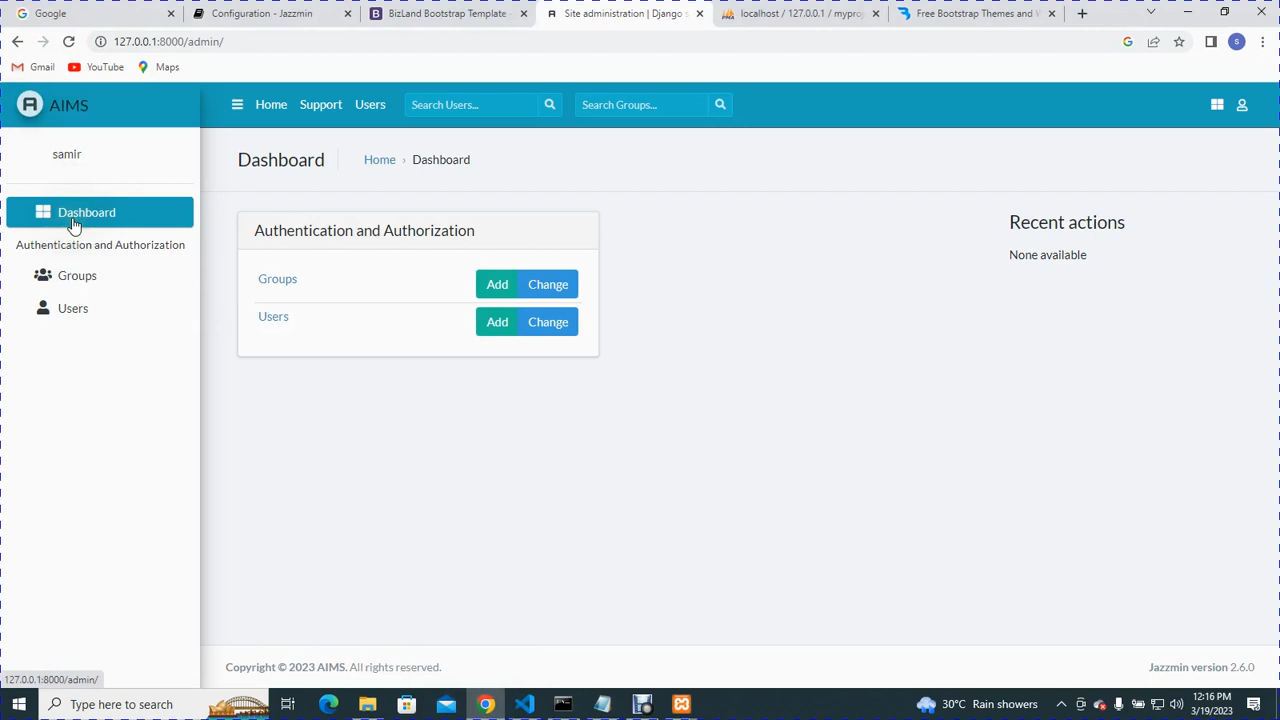 Google
Configuration - Jazzmin
BizLand Bootstrap Template -
Site administration | Django s
localhost / 127.0.0.1 / myproj
Free Bootstrap Themes and W
127.0.0.1:8000/admin/
S
Gmail
YouTube
Maps
AIMS
Home
Support
Users
Search Users...
Search Groups...
samir
Dashboard
Home › Dashboard
Dashboard
Authentication and Authorization
Groups
Users
Authentication and Authorization
Groups
Add
Change
Users
Add
Change
Recent actions
None available
Copyright © 2023 AIMS. All rights reserved.
Jazzmin version 2.6.0
127.0.0.1:8000/admin/
Type here to search
30°C Rain showers
12:16 PM
3/19/2023